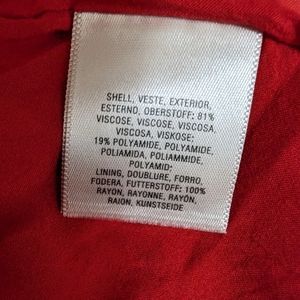 SHELL, VESTE, EXTERIOR,
ESTERNO, OBERSTOFF; 81%
VISCOSE, VISCOSE, VISCOSA,
VISCOSA, VISKOSE;
19% POLYAMIDE, POLYAMIDE,
POLIAMIDA, POLIAMMIDE,
POLYAMID;
LINING, DOUBLURE, FORRO,
FODERA, FUTTERSTOFF; 100%
RAYON, RAYONNE, RAYÓN,
RAION, KUNSTSEIDE